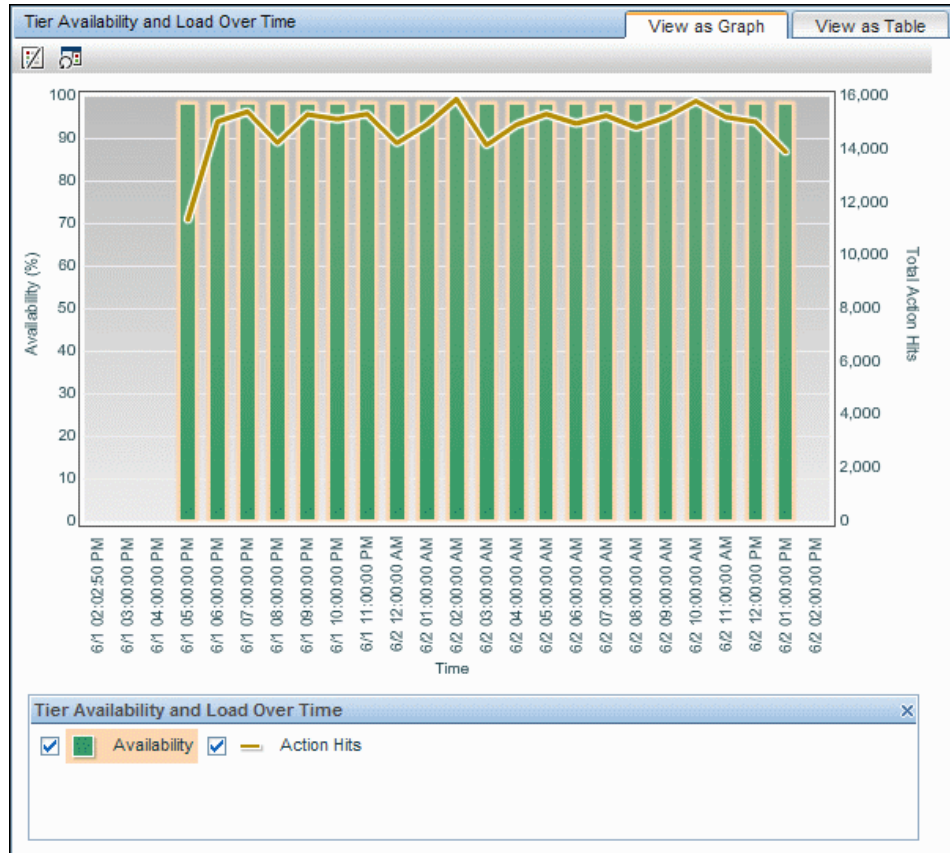 Tier Availability and Load Over Time
View as Graph
View as Table
100
90
80
70
60
50
40
30
20
10
0
Availability (%)
16,000
14,000
12,000
10,000
8,000
6,000
4,000
2,000
0
Total Action Hits
6/1 02:02:50 PM
6/1 03:00:00 PM
6/1 04:00:00 PM
6/1 05:00:00 PM
6/1 06:00:00 PM
6/1 07:00:00 PM
6/1 08:00:00 PM
6/1 09:00:00 PM
6/1 10:00:00 PM
6/1 11:00:00 PM
6/2 12:00:00 AM
6/2 01:00:00 AM
6/2 02:00:00 AM
6/2 03:00:00 AM
6/2 04:00:00 AM
6/2 05:00:00 AM
6/2 06:00:00 AM
6/2 07:00:00 AM
6/2 08:00:00 AM
6/2 09:00:00 AM
6/2 10:00:00 AM
6/2 11:00:00 AM
6/2 12:00:00 PM
6/2 01:00:00 PM
6/2 02:00:00 PM
Time
Tier Availability and Load Over Time
Availability
Action Hits